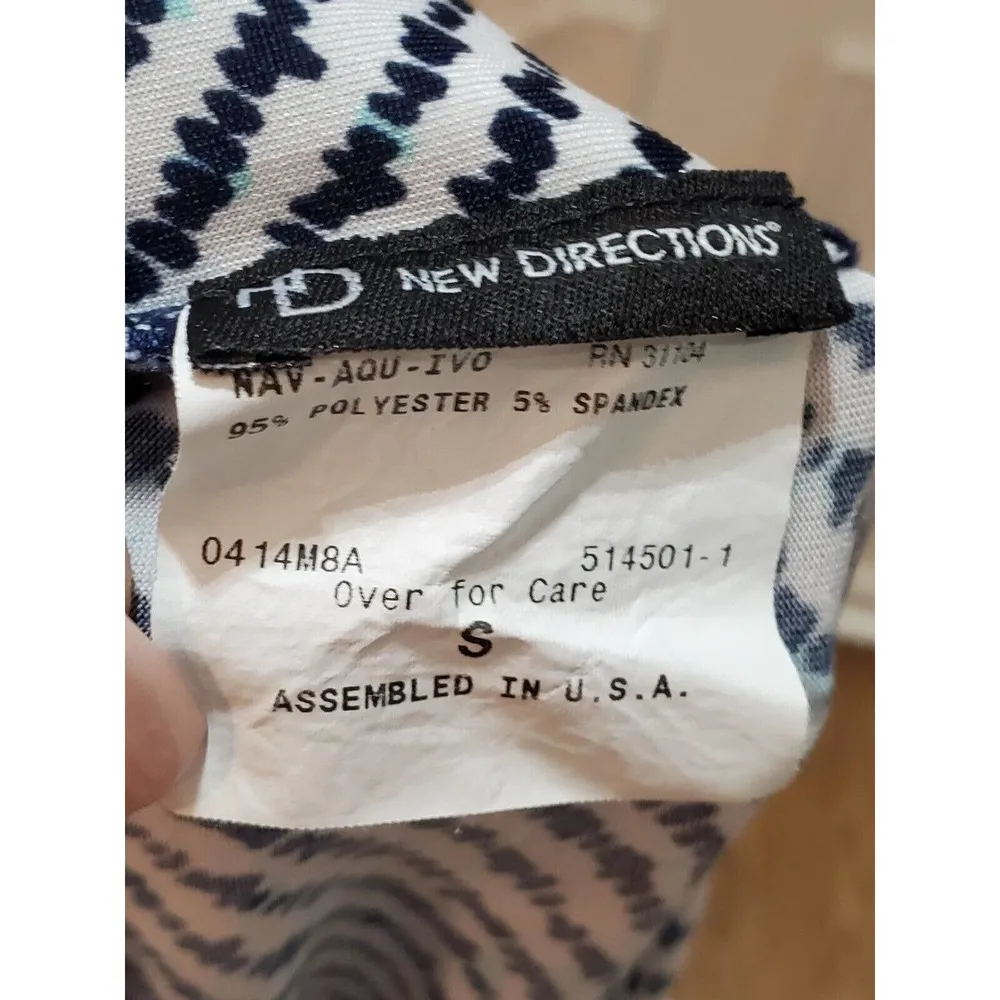 ND NEW DIRECTIONS®
NAV-AQU-IVO RN 31104
95% POLYESTER 5% SPANDEX
0414M8A 514501-1
Over for Care
S
ASSEMBLED IN U.S.A.